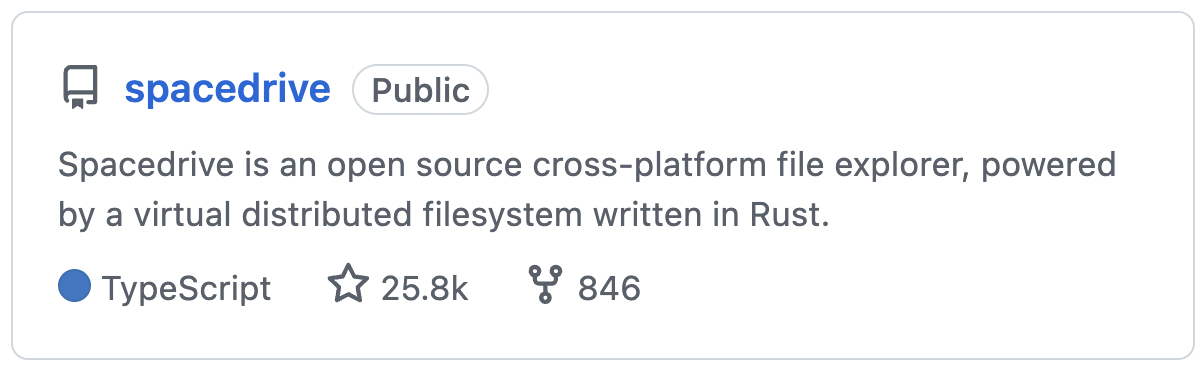 spacedrive Public
Spacedrive is an open source cross-platform file explorer, powered
by a virtual distributed filesystem written in Rust.
TypeScript 25.8k 846